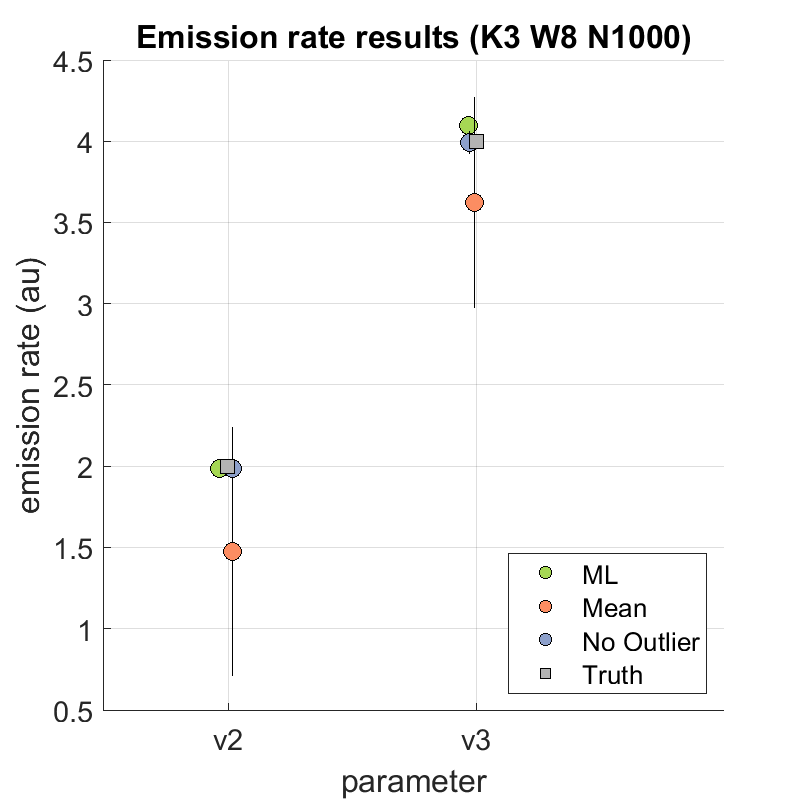 Emission rate results (K3 W8 N1000)
4.5
4
3.5
3
2.5
2
1.5
1
0.5
emission rate (au)
v2 v3
parameter
ML
Mean
No Outlier
Truth